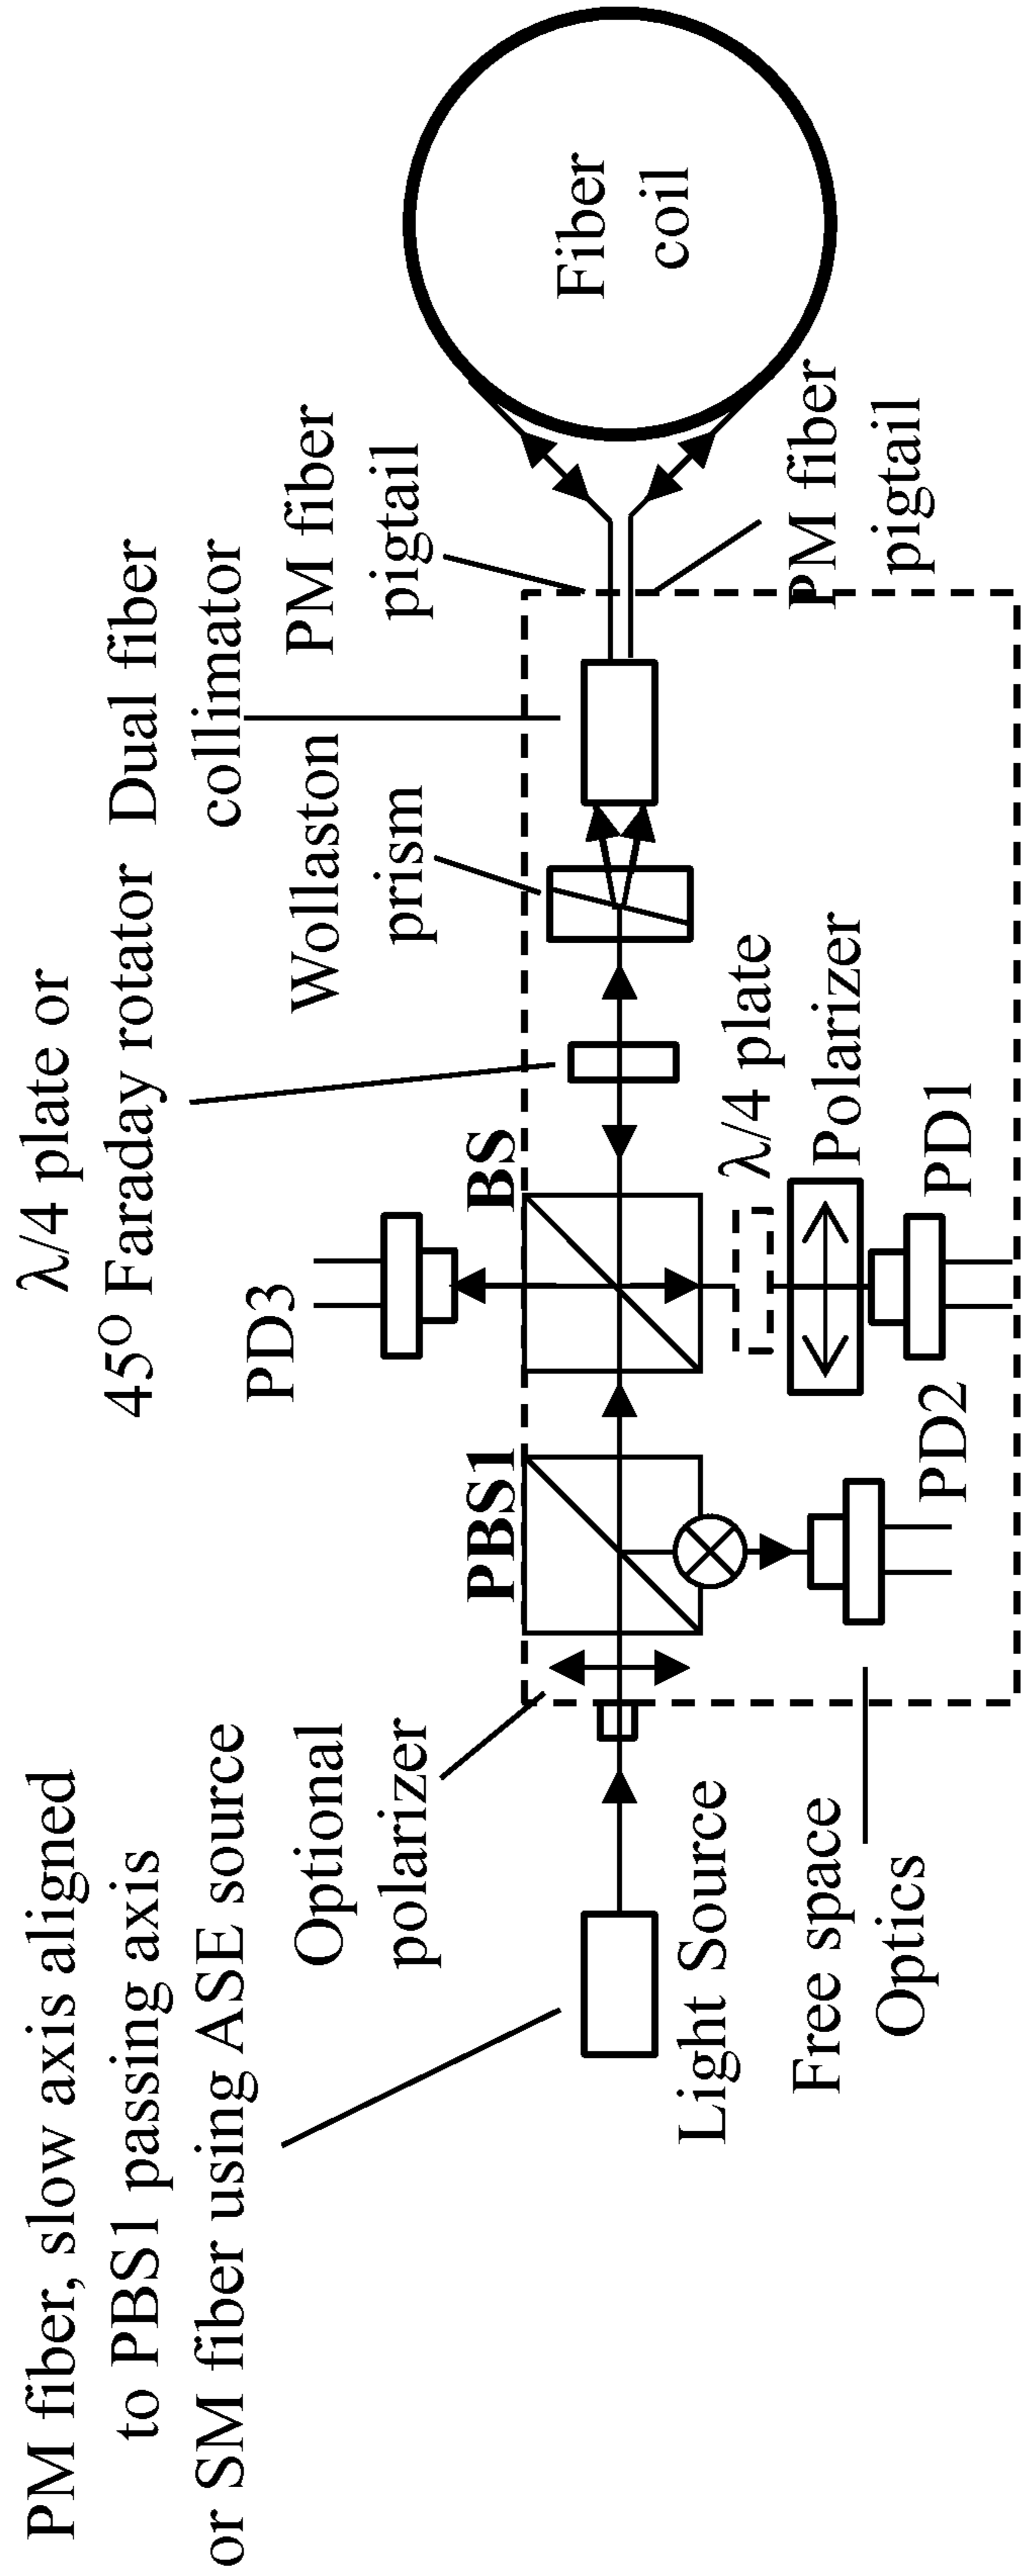 PM fiber, slow axis aligned
to PBS1 passing axis
or SM fiber using ASE source
λ/4 plate or
45° Faraday rotator
Dual fiber
collimator
PM fiber
pigtail
Wollaston
prism
PD3
BS
PBS1
Optional
polarizer
Fiber
coil
PM fiber
pigtail
λ/4 plate
Polarizer
PD1
PD2
Light Source
Free space
Optics